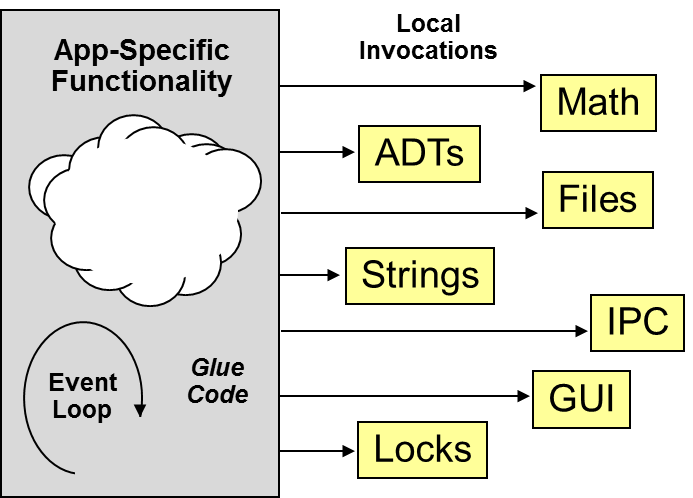 App-Specific
Functionality
Local
Invocations
Math
ADTs
Files
Strings
IPC
Event
Loop
Glue
Code
GUI
Locks